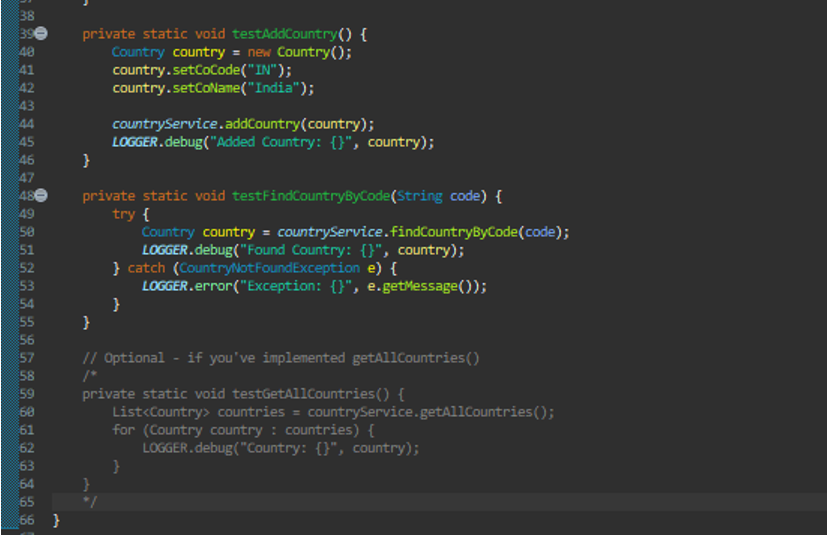 38
39 private static void testAddCountry() {
40 Country country = new Country();
41 country.setCoCode("IN");
42 country.setCoName("India");
43
44 countryService.addCountry(country);
45 LOGGER.debug("Added Country: {}", country);
46 }
47
48 private static void testFindCountryByCode(String code) {
49 try {
50 Country country = countryService.findCountryByCode(code);
51 LOGGER.debug("Found Country: {}", country);
52 } catch (CountryNotFoundException e) {
53 LOGGER.error("Exception: {}", e.getMessage());
54 }
55 }
56
57 // Optional - if you've implemented getAllCountries()
58 /*
59 private static void testGetAllCountries() {
60 List<Country> countries = countryService.getAllCountries();
61 for (Country country : countries) {
62 LOGGER.debug("Country: {}", country);
63 }
64 }
65 */
66 }